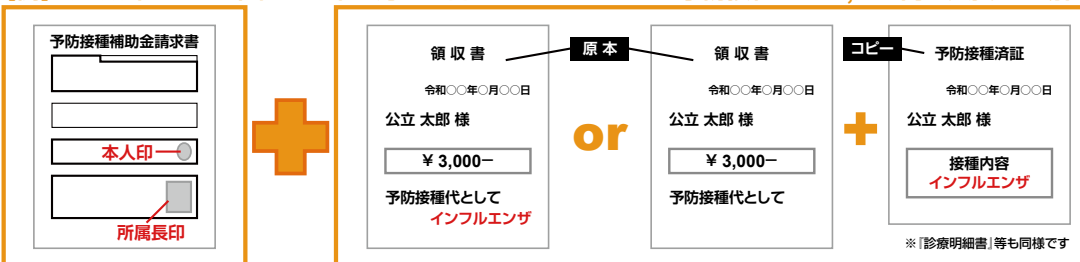 予防接種補助金請求書
本人印
所属長印
領収書
原本
令和○○年○月○○日
公立 太郎 様
¥ 3,000ー
予防接種代として
インフルエンザ
or
領収書
令和○○年○月○○日
公立 太郎 様
¥ 3,000ー
予防接種代として
コピー
予防接種済証
令和○○年○月○○日
公立 太郎 様
接種内容
インフルエンザ
※『診療明細書』等も同様です